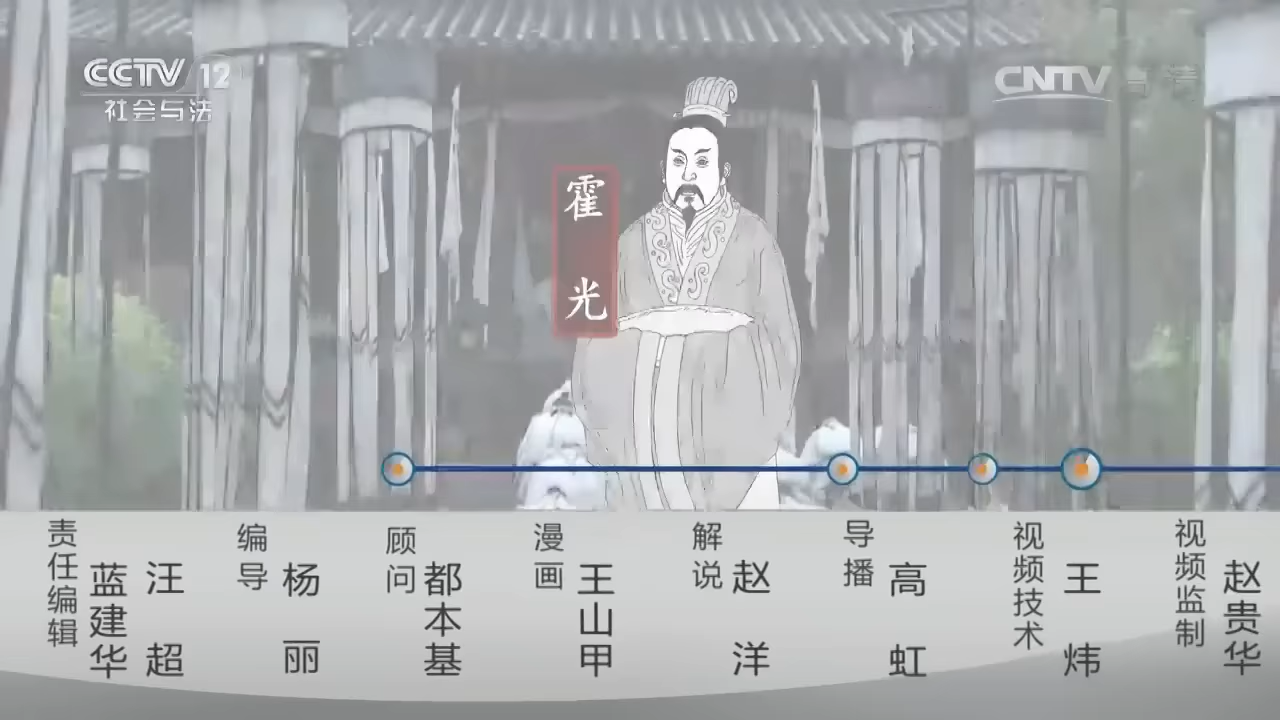 CCTV 12
社会与法
CNTV 高清
霍光
责任编辑
蓝建华
汪超
编导
杨丽
顾问
都本基
漫画
王山甲
解说
赵洋
导播
高虹
视频技术
王炜
视频监制
赵贵华